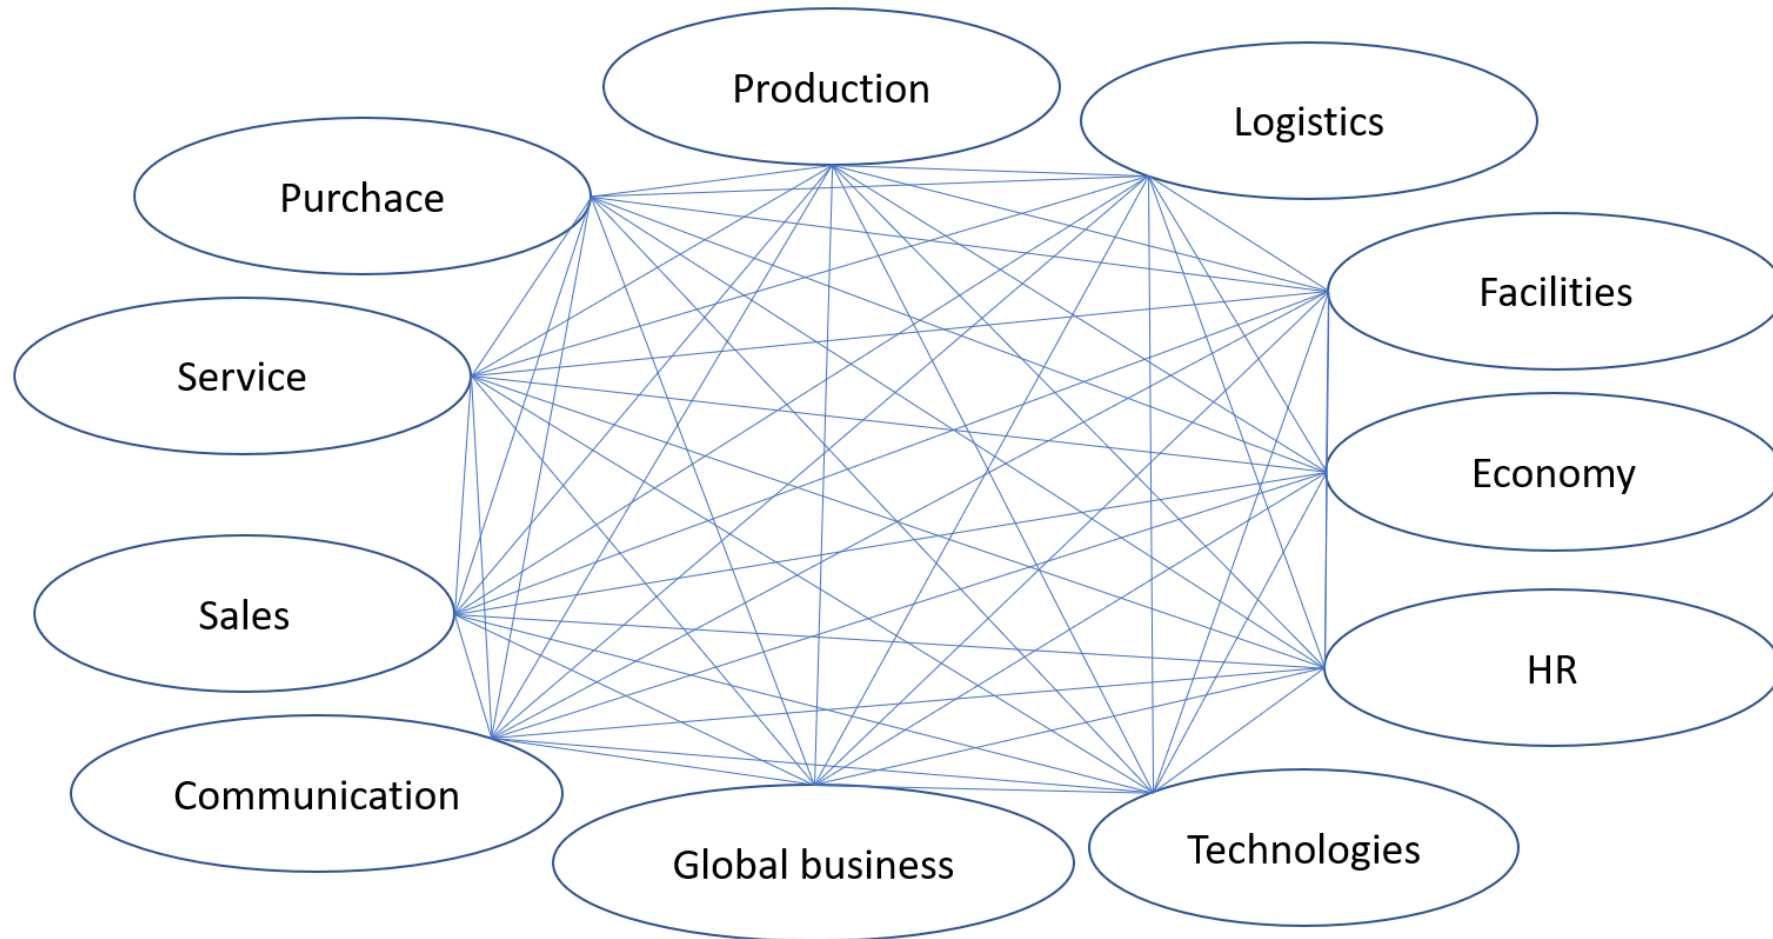 Production
Logistics
Purchace
Facilities
Service
Economy
Sales
HR
Communication
Technologies
Global business